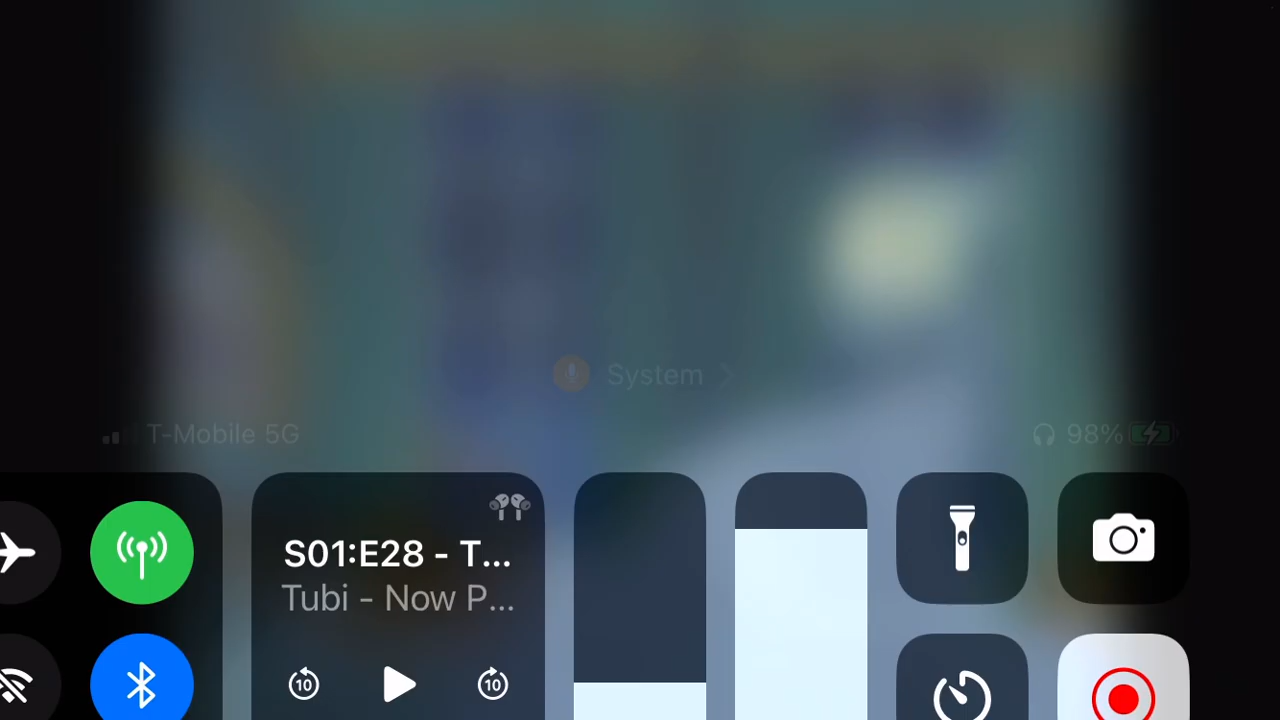 System
T-Mobile 5G
98%
S01:E28 - T...
Tubi - Now P...
10
10